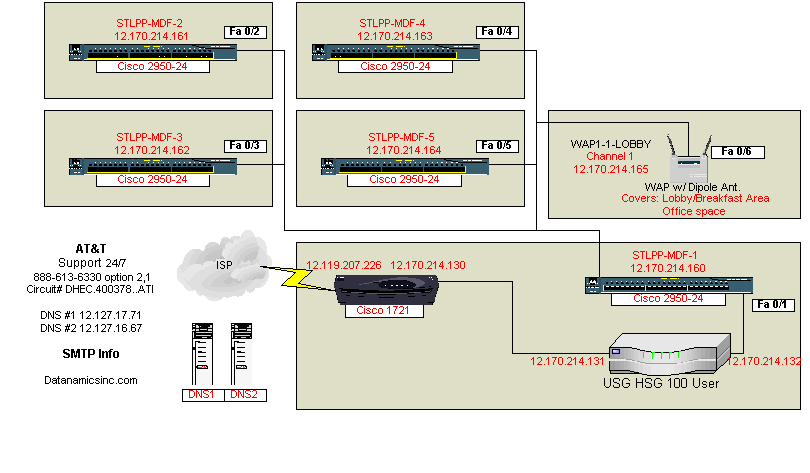 STLPP-MDF-2
12.170.214.161
Fa 0/2
Cisco 2950-24
STLPP-MDF-4
12.170.214.163
Fa 0/4
Cisco 2950-24
STLPP-MDF-3
12.170.214.162
Fa 0/3
Cisco 2950-24
STLPP-MDF-5
12.170.214.164
Fa 0/5
Cisco 2950-24
WAP1-1-LOBBY
Channel 1
12.170.214.165
Fa 0/6
WAP w/ Dipole Ant.
Covers: Lobby/Breakfast Area
Office space
AT&T
Support 24/7
888-613-6330 option 2,1
Circuit# DHEC.400378..ATI
DNS #1 12.127.17.71
DNS #2 12.127.16.67
SMTP Info
Datanamicsinc.com
ISP
DNS1
DNS2
12.119.207.226
12.170.214.130
Cisco 1721
STLPP-MDF-1
12.170.214.160
Cisco 2950-24
Fa 0/1
12.170.214.131
12.170.214.132
USG HSG 100 User